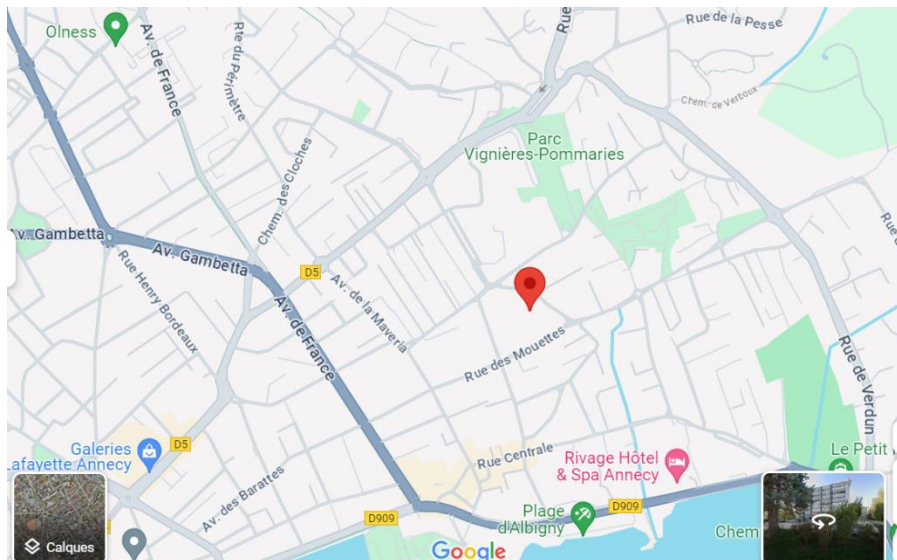 Olness
Av. de France
Rte du Périmètre
Rue
Rue de la Pesse
Chem. de Verboux
Parc
Vignières-Pommaries
Chem. des Cloches
Av. Gambetta
Av. Gambetta
D5
Rue Henry Bordeaux
Av. de la Maveria
Av. de France
Rue des Mouettes
Rue de Verdun
Rue d
Galeries
Lafayette Annecy
D5
Rue Centrale
Rivage Hôtel
& Spa Annecy
Le Petit
Av. des Barattes
D909
Plage
d'Albigny
D909
Chem
Calques
Google